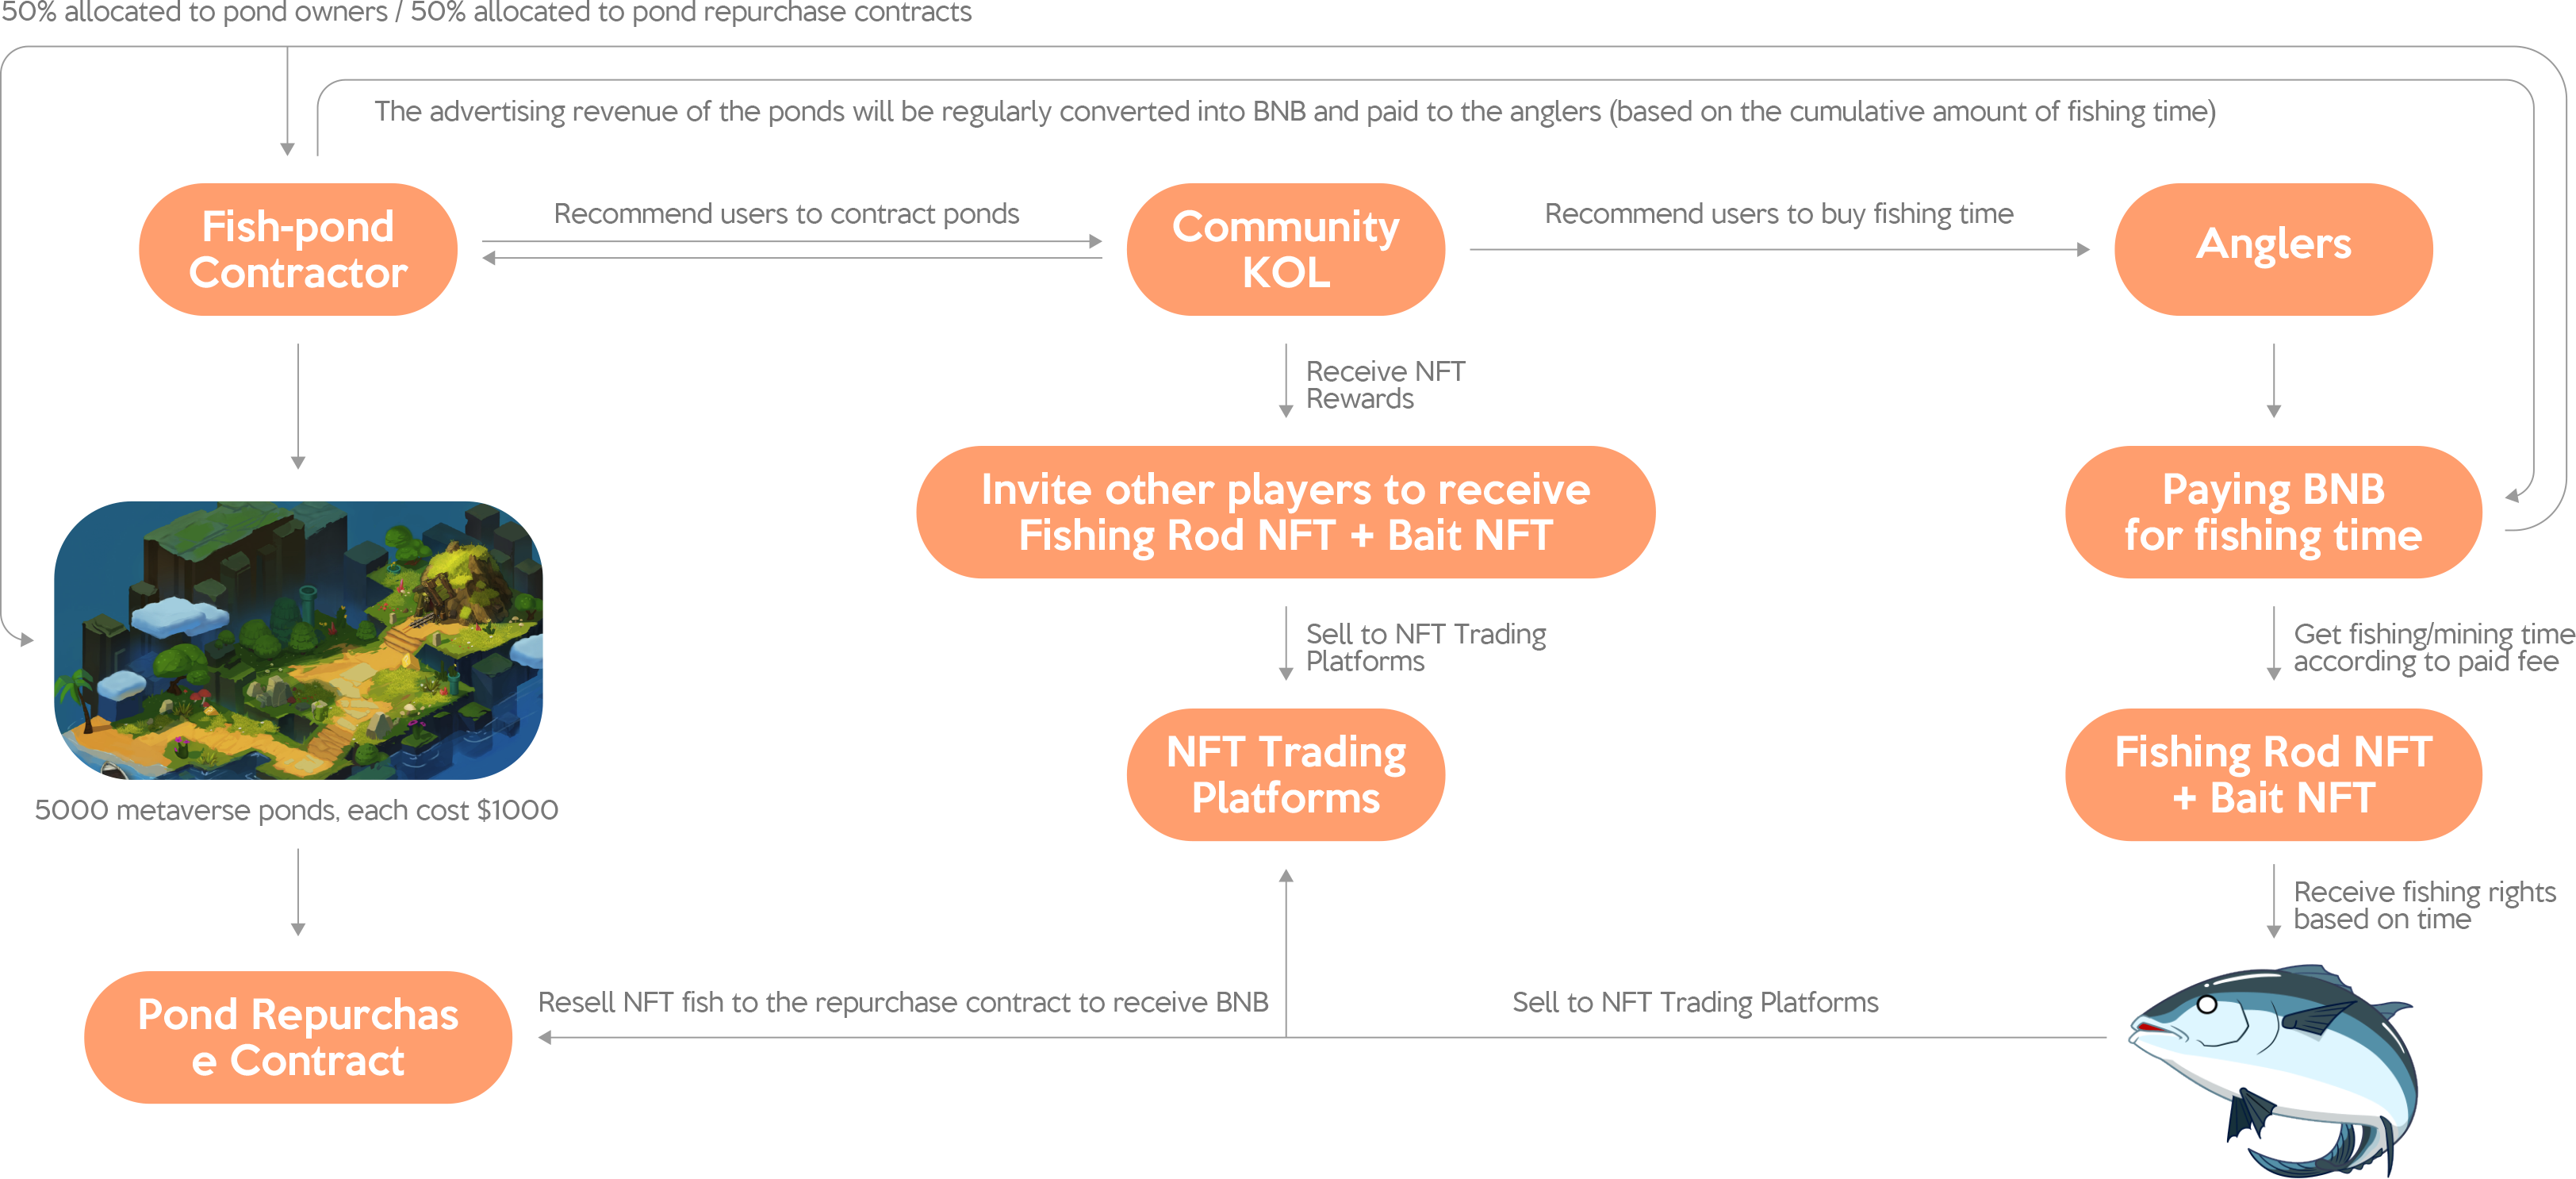 50% allocated to pond owners / 50% allocated to pond repurchase contracts
The advertising revenue of the ponds will be regularly converted into BNB and paid to the anglers (based on the cumulative amount of fishing time)
Fish-pond
Contractor
Recommend users to contract ponds
Community
KOL
Recommend users to buy fishing time
Anglers
Receive NFT
Rewards
Invite other players to receive
Fishing Rod NFT + Bait NFT
Paying BNB
for fishing time
Sell to NFT Trading
Platforms
Get fishing/mining time
according to paid fee
NFT Trading
Platforms
Fishing Rod NFT
+ Bait NFT
5000 metaverse ponds, each cost $1000
Receive fishing rights
based on time
Pond Repurchas
e Contract
Resell NFT fish to the repurchase contract to receive BNB
Sell to NFT Trading Platforms